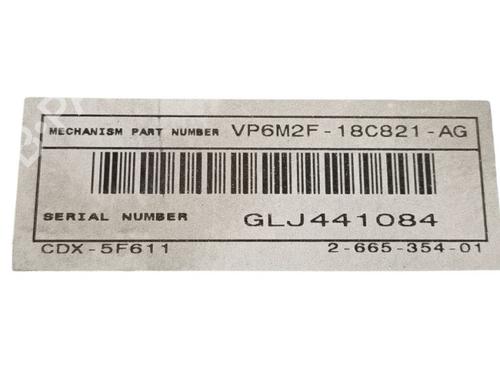 MECHANISM PART NUMBER VP6M2F-18C821-AG
SERIAL NUMBER GLJ441084
CDX-5F611 2-665-354-01